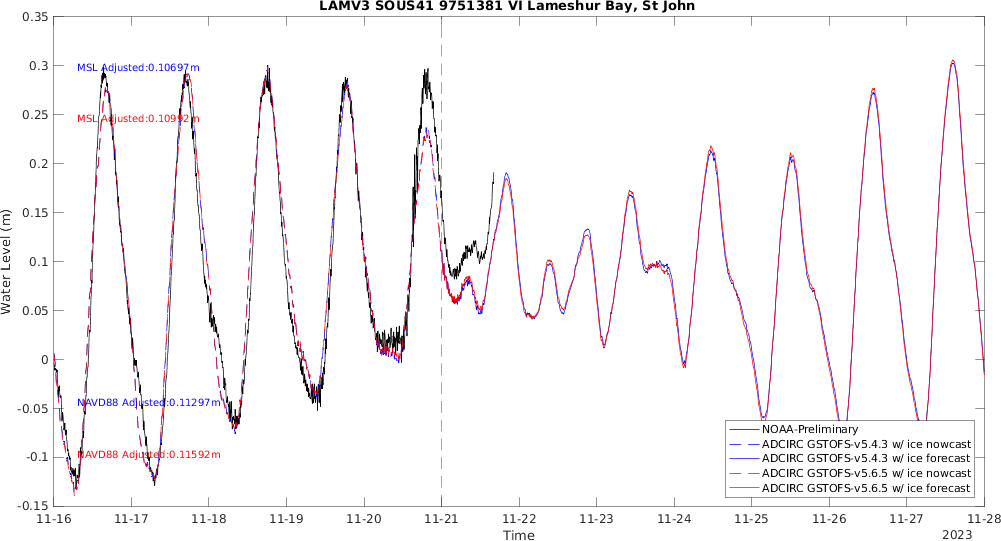 LAMV3 SOUS41 9751381 VI Lameshur Bay, St John
0.35
0.3
0.25
0.2
0.15
0.1
0.05
0
-0.05
-0.1
-0.15
Water Level (m)
MSL Adjusted:0.10697m
MSL Adjusted:0.10992m
NAVD88 Adjusted:0.11297m
NAVD88 Adjusted:0.11592m
NOAA-Preliminary
ADCIRC GSTOFS-v5.4.3 w/ ice nowcast
ADCIRC GSTOFS-v5.4.3 w/ ice forecast
ADCIRC GSTOFS-v5.6.5 w/ ice nowcast
ADCIRC GSTOFS-v5.6.5 w/ ice forecast
11-16 11-17 11-18 11-19 11-20 11-21 11-22 11-23 11-24 11-25 11-26 11-27 11-28
Time
2023